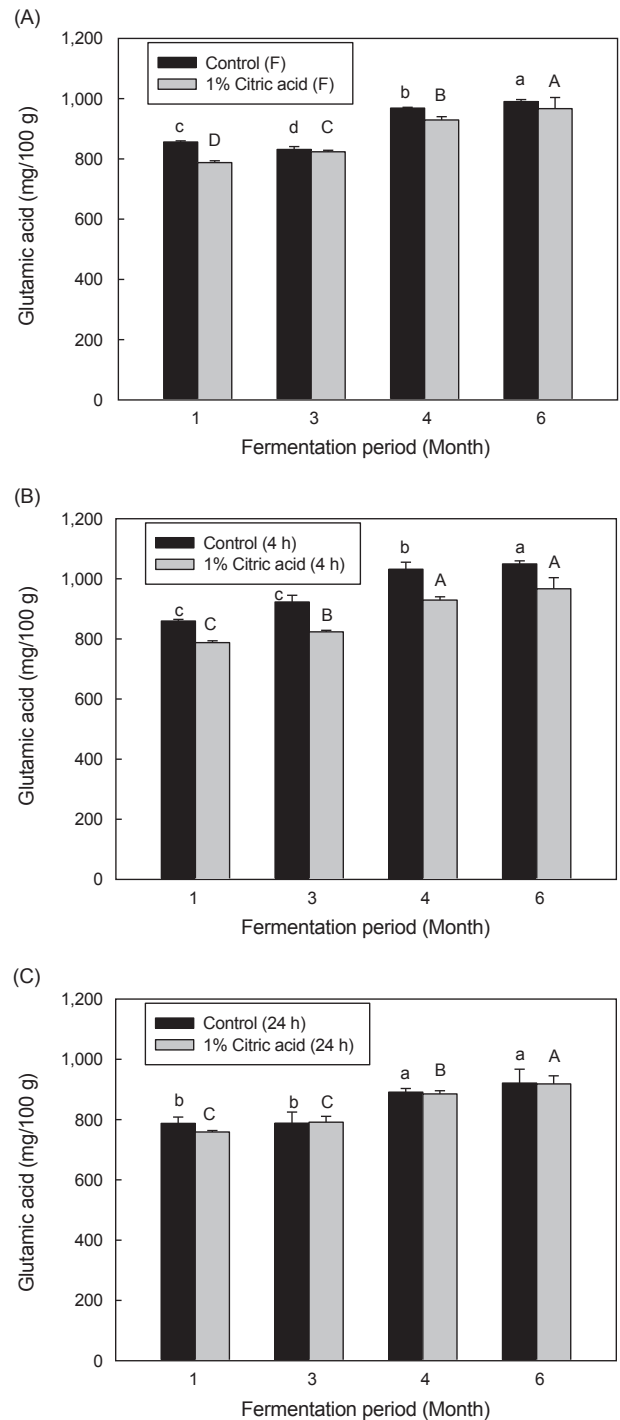 (A)
1,200
Control (F)
1% Citric acid (F)
a
A
b
B
1,000
c
D
d
C
800
600
400
200
0
Glutamic acid (mg/100 g)
1 3 4 6
Fermentation period (Month)
(B)
1,200
Control (4 h)
1% Citric acid (4 h)
b
a
A
A
1,000
c
C
c
B
800
600
400
200
0
Glutamic acid (mg/100 g)
1 3 4 6
Fermentation period (Month)
(C)
1,200
Control (24 h)
1% Citric acid (24 h)
a
A
a
B
1,000
b
C
b
C
800
600
400
200
0
Glutamic acid (mg/100 g)
1 3 4 6
Fermentation period (Month)